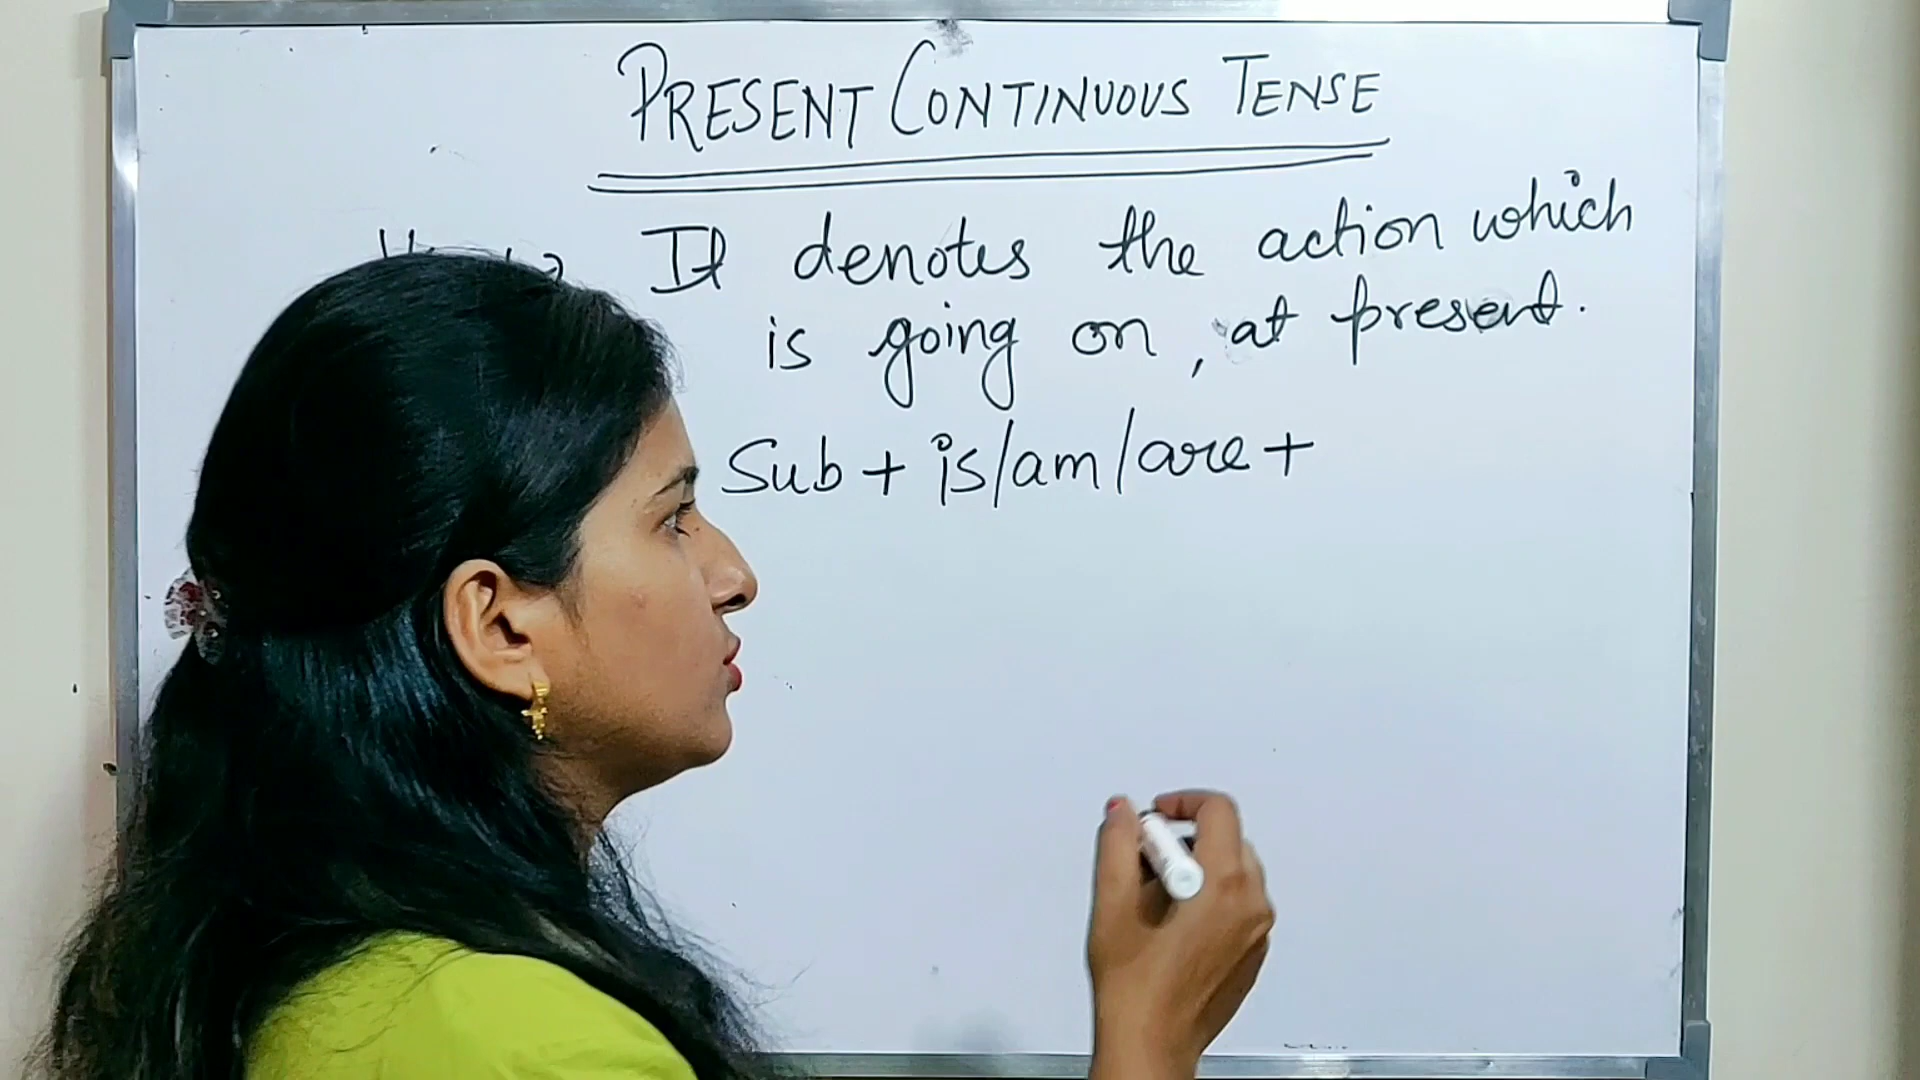 PRESENT CONTINUOUS TENSE
It denotes the action which
is going on, at present.
Sub + is/am/are +